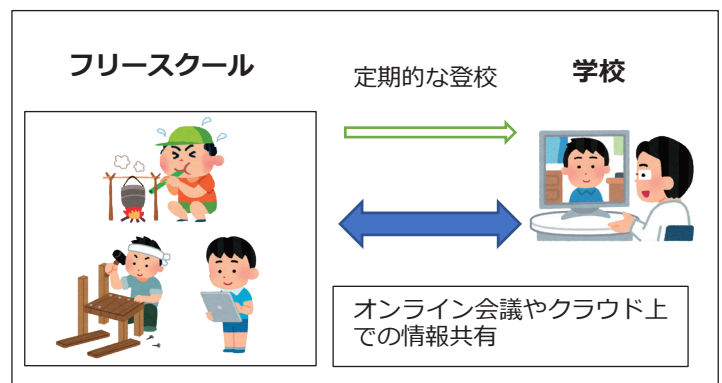 フリースクール
定期的な登校
学校
オンライン会議やクラウド上
での情報共有